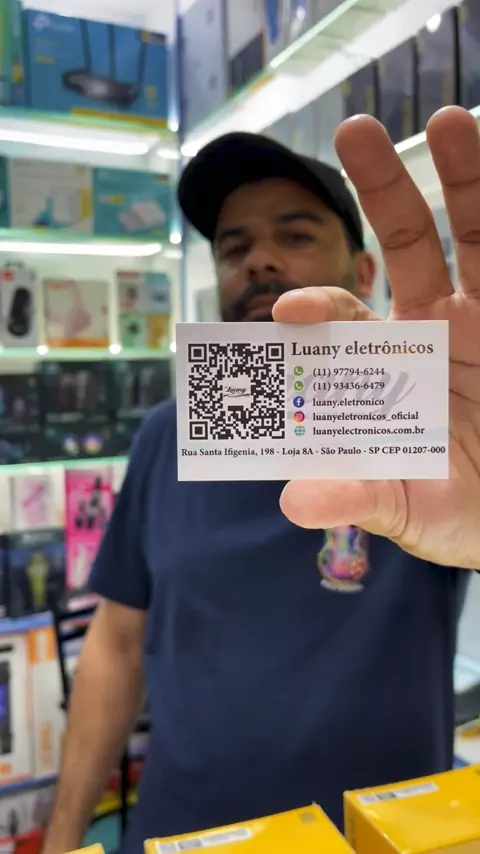 Luany eletrônicos
(11) 97794-6244
(11) 93436-6479
luany.eletronico
luanyeletronicos_oficial
luanyelectronicos.com.br
Rua Santa Ifigenia, 198 - Loja 8A - São Paulo - SP CEP 01207-000